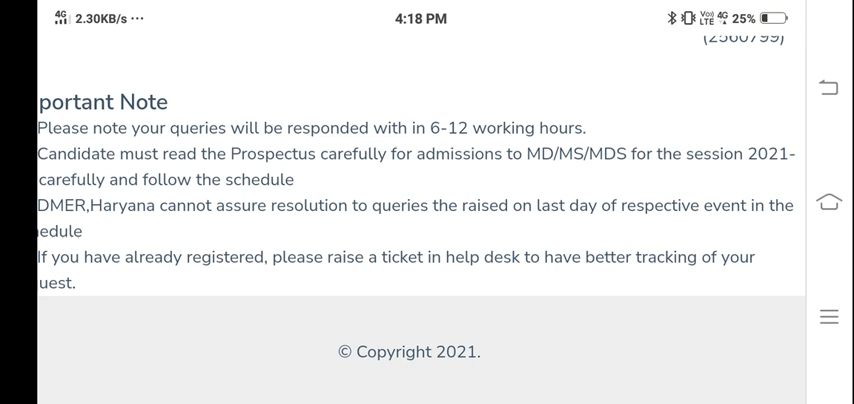 4G 2.30KB/s ... 4:18 PM Vo) LTE 4G 25%
(2560799)
portant Note
Please note your queries will be responded with in 6-12 working hours.
Candidate must read the Prospectus carefully for admissions to MD/MS/MDS for the session 2021-
carefully and follow the schedule
DMER,Haryana cannot assure resolution to queries the raised on last day of respective event in the
edule
If you have already registered, please raise a ticket in help desk to have better tracking of your
uest.
© Copyright 2021.